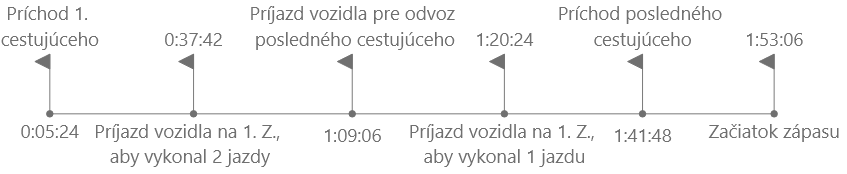 Príchod 1.
cestujúceho
0:37:42
Príjazd vozidla pre odvoz
posledného cestujúceho
1:20:24
Príchod posledného
cestujúceho
1:53:06
0:05:24
Príjazd vozidla na 1. Z.,
aby vykonal 2 jazdy
1:09:06
Príjazd vozidla na 1. Z.,
aby vykonal 1 jazdu
1:41:48
Začiatok zápasu